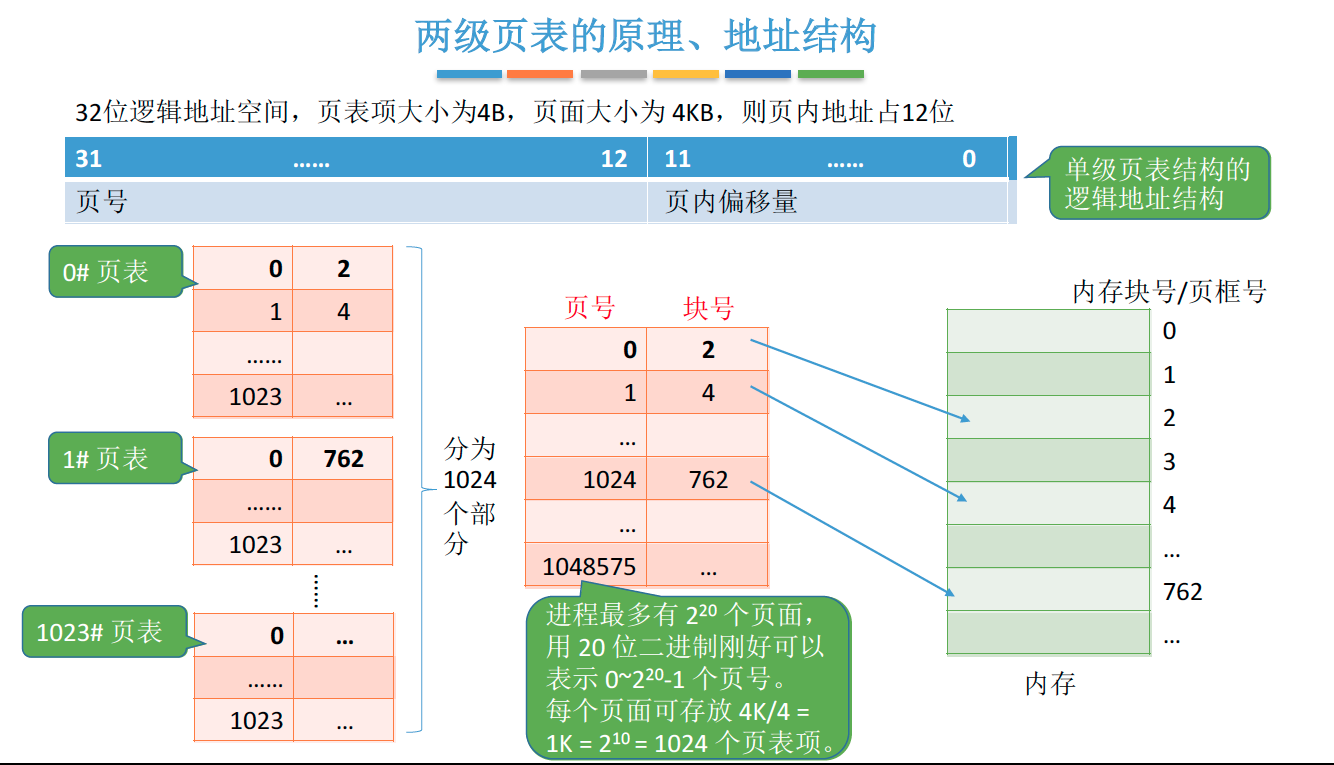 两级页表的原理、地址结构
32位逻辑地址空间，页表项大小为4B，页面大小为 4KB，则页内地址占12位
31 …… 12 11 …… 0
页号 页内偏移量
单级页表结构的
逻辑地址结构
0# 页表
0 2
1 4
……
1023 …
1# 页表
0 762
……
1023 …
……
1023# 页表
0 …
……
1023 …
分为
1024
个部
分
页号 块号
0 2
1 4
…
1024 762
…
1048575 …
进程最多有 2²⁰ 个页面，
用 20 位二进制刚好可以
表示 0~2²⁰-1 个页号。
每个页面可存放 4K/4 =
1K = 2¹⁰ = 1024 个页表项。
内存块号/页框号
0
1
2
3
4
…
762
…
内存